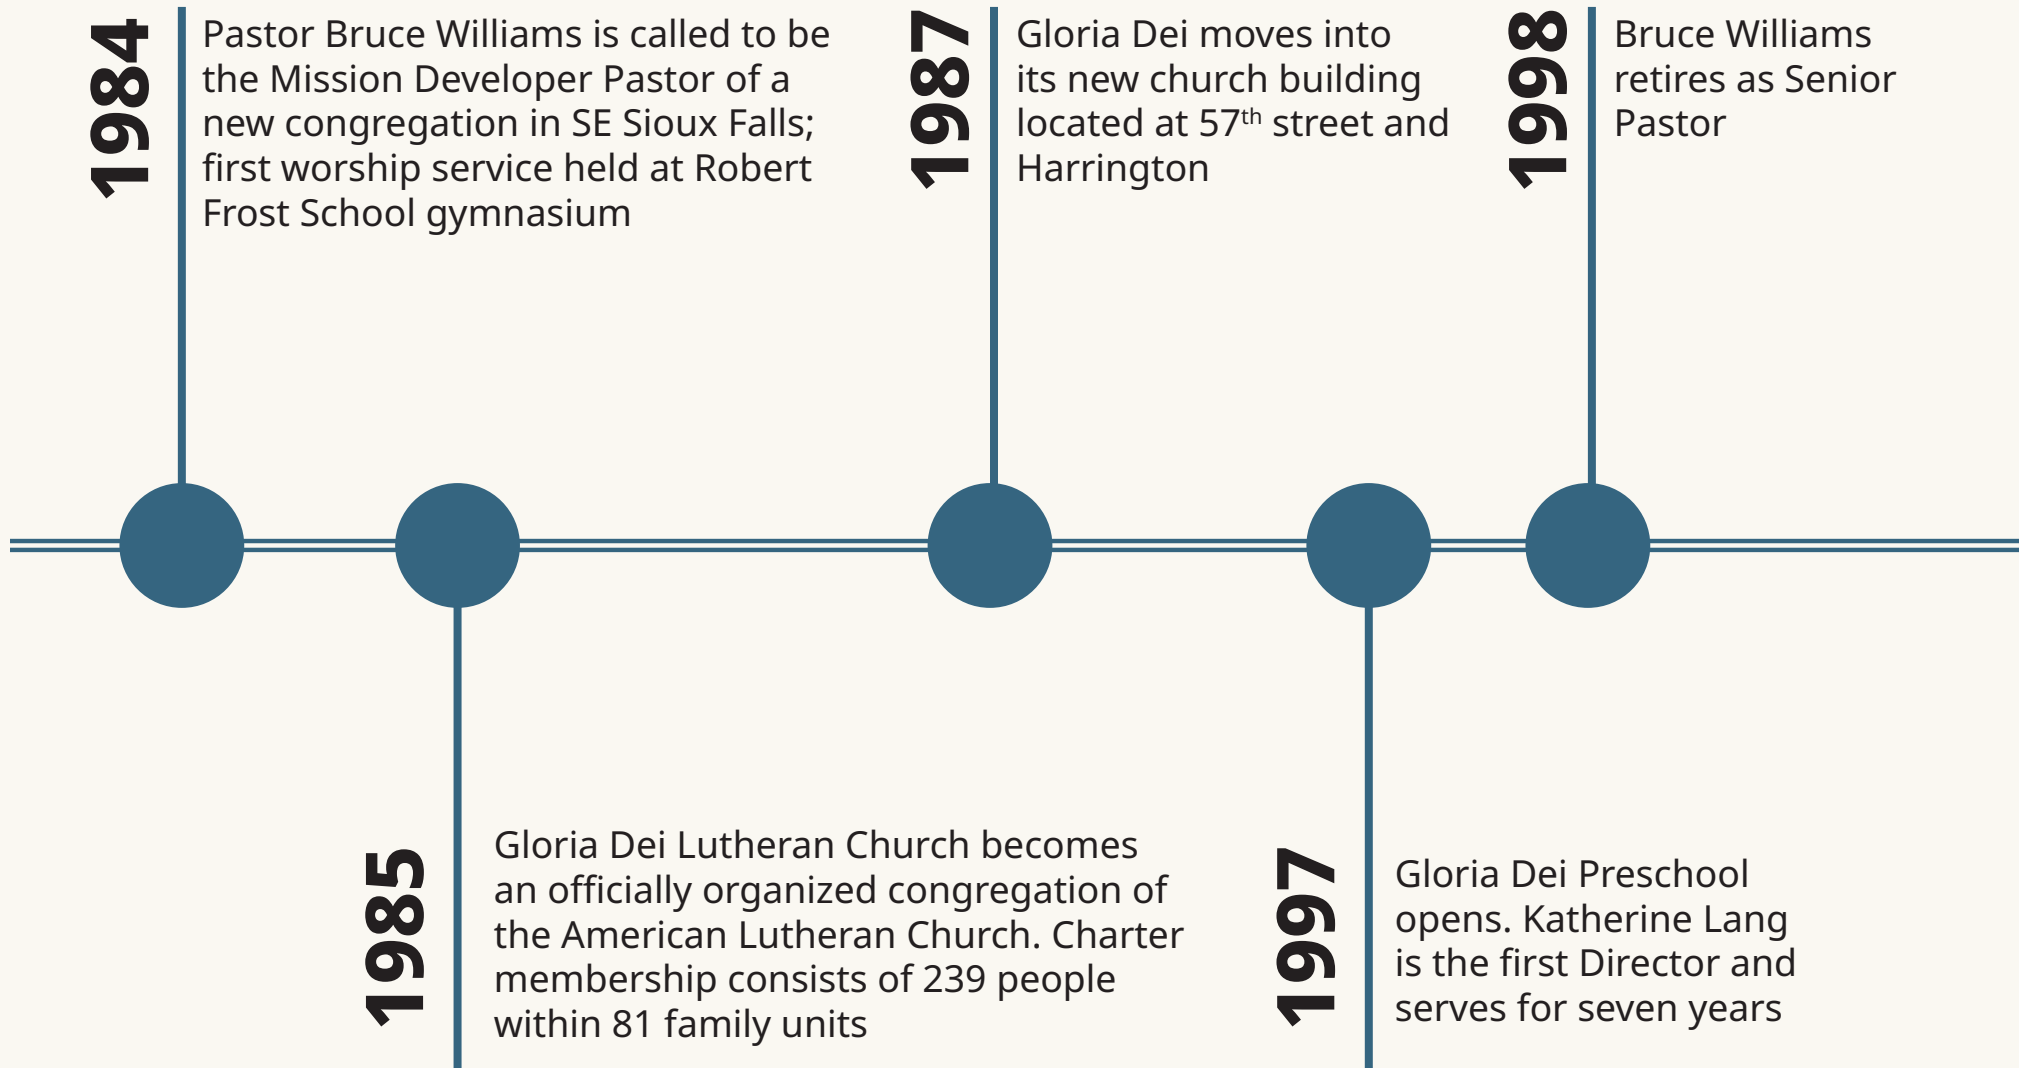 1984
Pastor Bruce Williams is called to be
the Mission Developer Pastor of a
new congregation in SE Sioux Falls;
first worship service held at Robert
Frost School gymnasium
1987
Gloria Dei moves into
its new church building
located at 57th street and
Harrington
1998
Bruce Williams
retires as Senior
Pastor
1985
Gloria Dei Lutheran Church becomes
an officially organized congregation of
the American Lutheran Church. Charter
membership consists of 239 people
within 81 family units
1997
Gloria Dei Preschool
opens. Katherine Lang
is the first Director and
serves for seven years